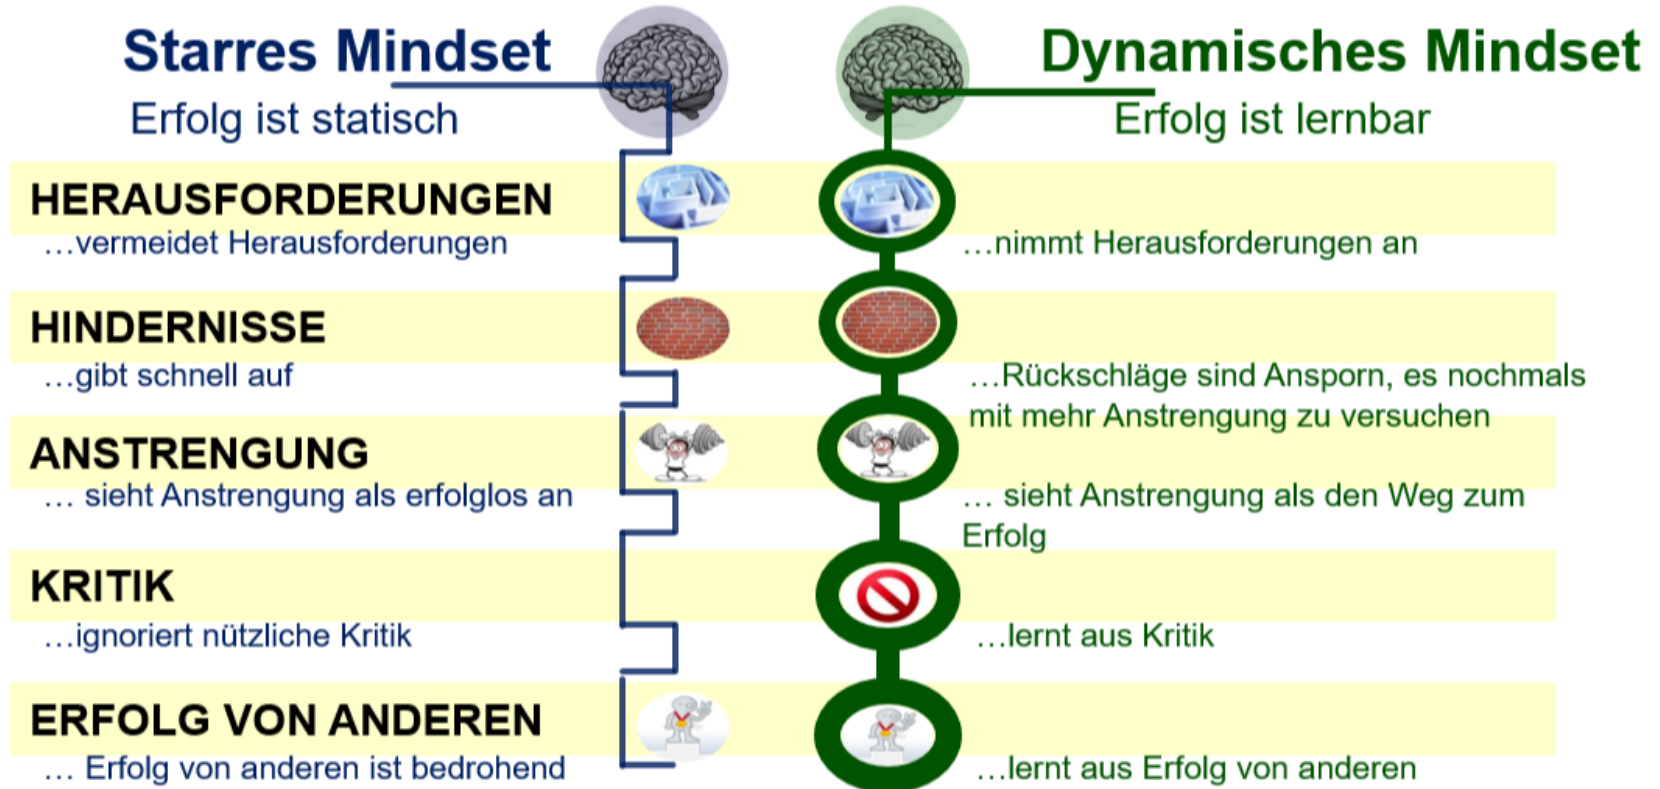 Starres Mindset
Erfolg ist statisch
Dynamisches Mindset
Erfolg ist lernbar
HERAUSFORDERUNGEN
…vermeidet Herausforderungen
…nimmt Herausforderungen an
HINDERNISSE
…gibt schnell auf
…Rückschläge sind Ansporn, es nochmals
mit mehr Anstrengung zu versuchen
ANSTRENGUNG
… sieht Anstrengung als erfolglos an
… sieht Anstrengung als den Weg zum
Erfolg
KRITIK
…ignoriert nützliche Kritik
…lernt aus Kritik
ERFOLG VON ANDEREN
… Erfolg von anderen ist bedrohend
…lernt aus Erfolg von anderen